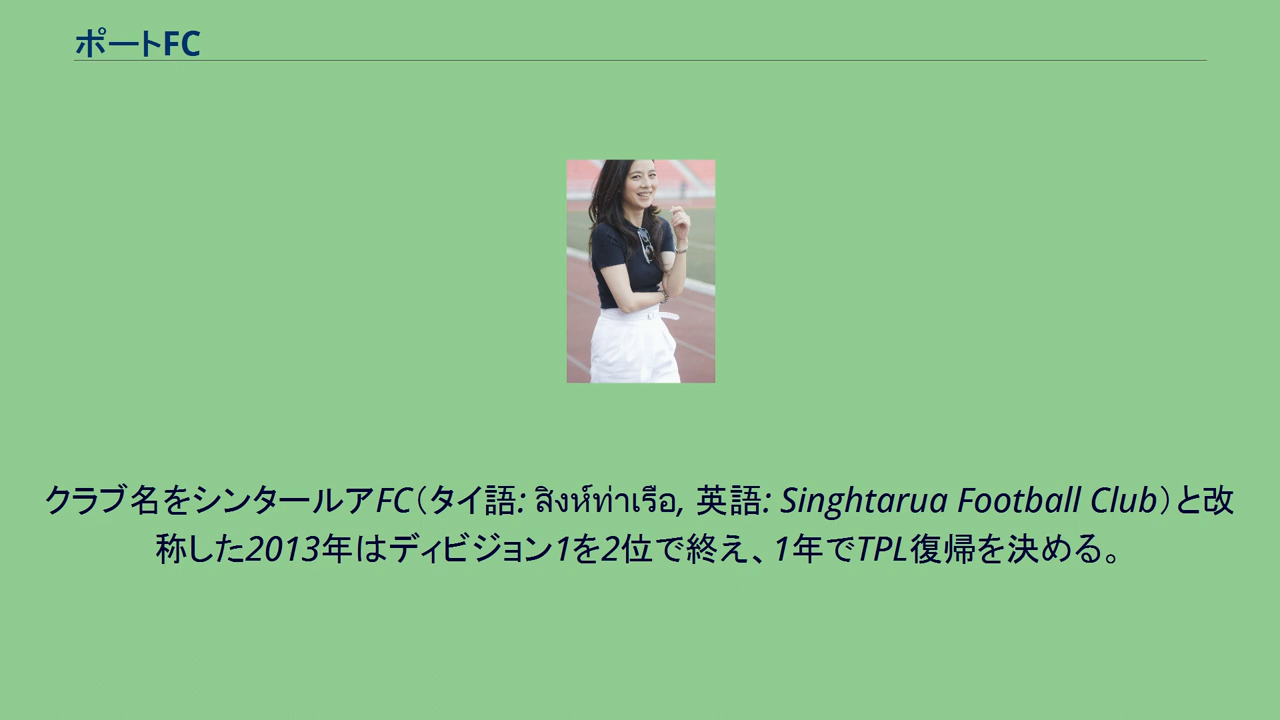 ポートFC
クラブ名をシンタールアFC（タイ語: สิงห์ท่าเรือ, 英語: Singhtarua Football Club）と改
称した2013年はディビジョン1を2位で終え、1年でTPL復帰を決める。